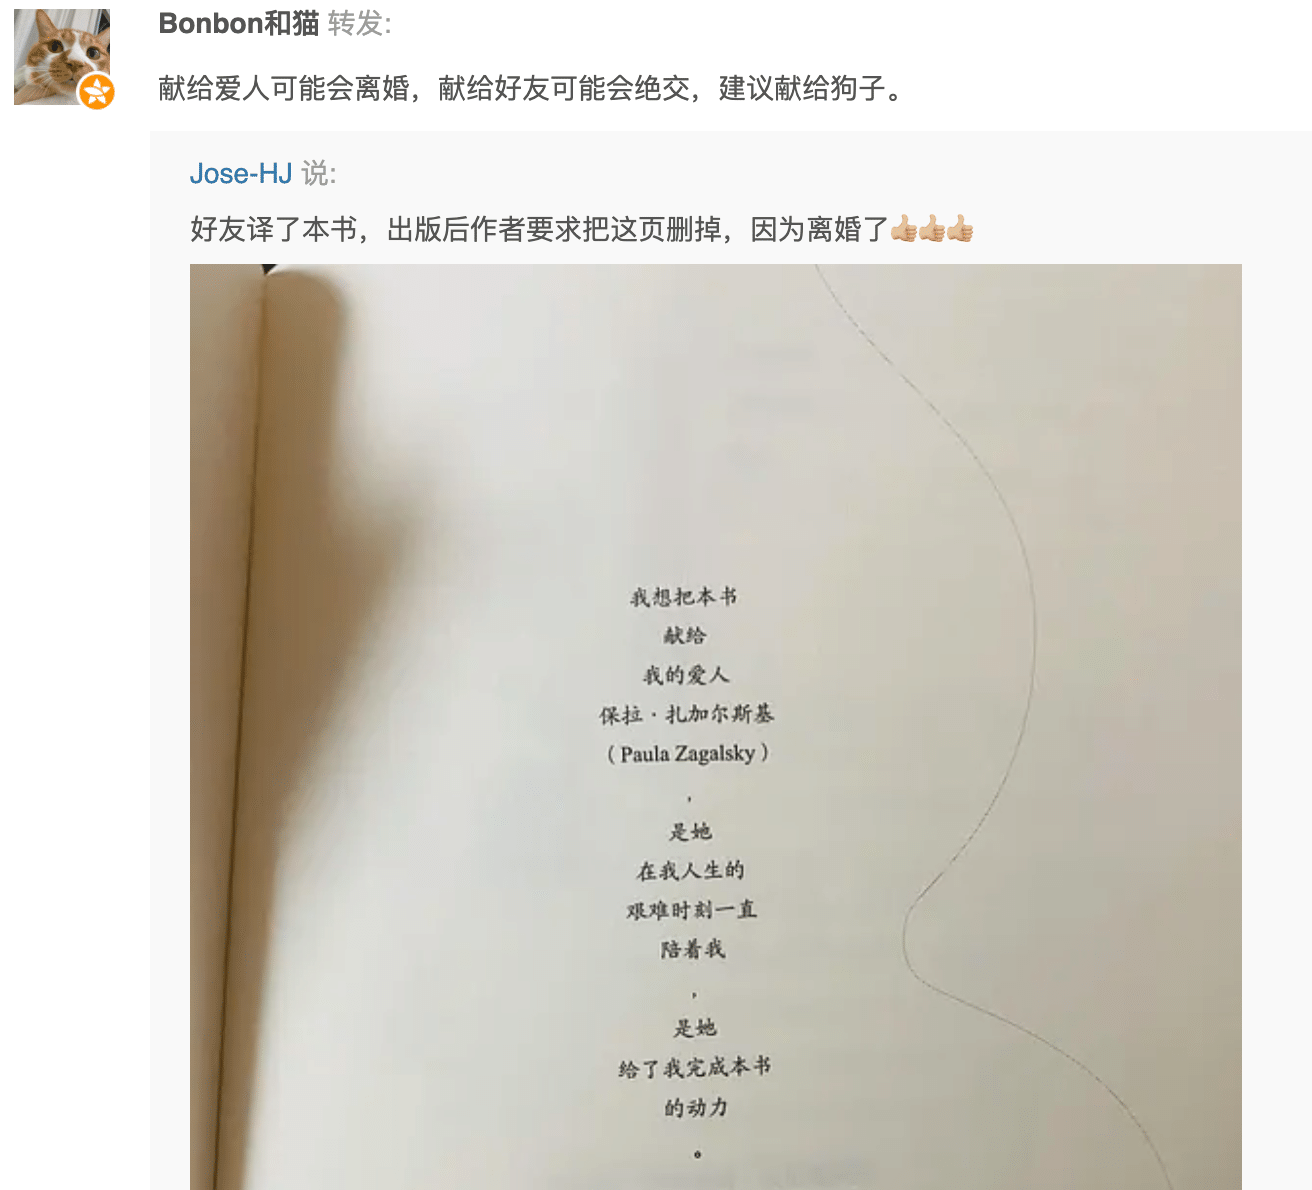 Bonbon和猫 转发:
献给爱人可能会离婚，献给好友可能会绝交，建议献给狗子。
Jose-HJ 说:
好友译了本书，出版后作者要求把这页删掉，因为离婚了👍🏼👍🏼👍🏼
我想把本书
献给
我的爱人
保拉·扎加尔斯基
（Paula Zagalsky）
，
是她
在我人生的
艰难时刻一直
陪着我
，
是她
给了我完成本书
的动力
。